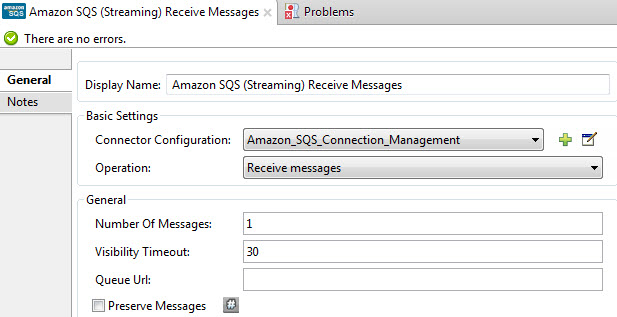 amazon SQS Amazon SQS (Streaming) Receive Messages Problems
There are no errors.
General
Notes
Display Name: Amazon SQS (Streaming) Receive Messages
Basic Settings
Connector Configuration: Amazon_SQS_Connection_Management
Operation: Receive messages
General
Number Of Messages: 1
Visibility Timeout: 30
Queue Url:
Preserve Messages #